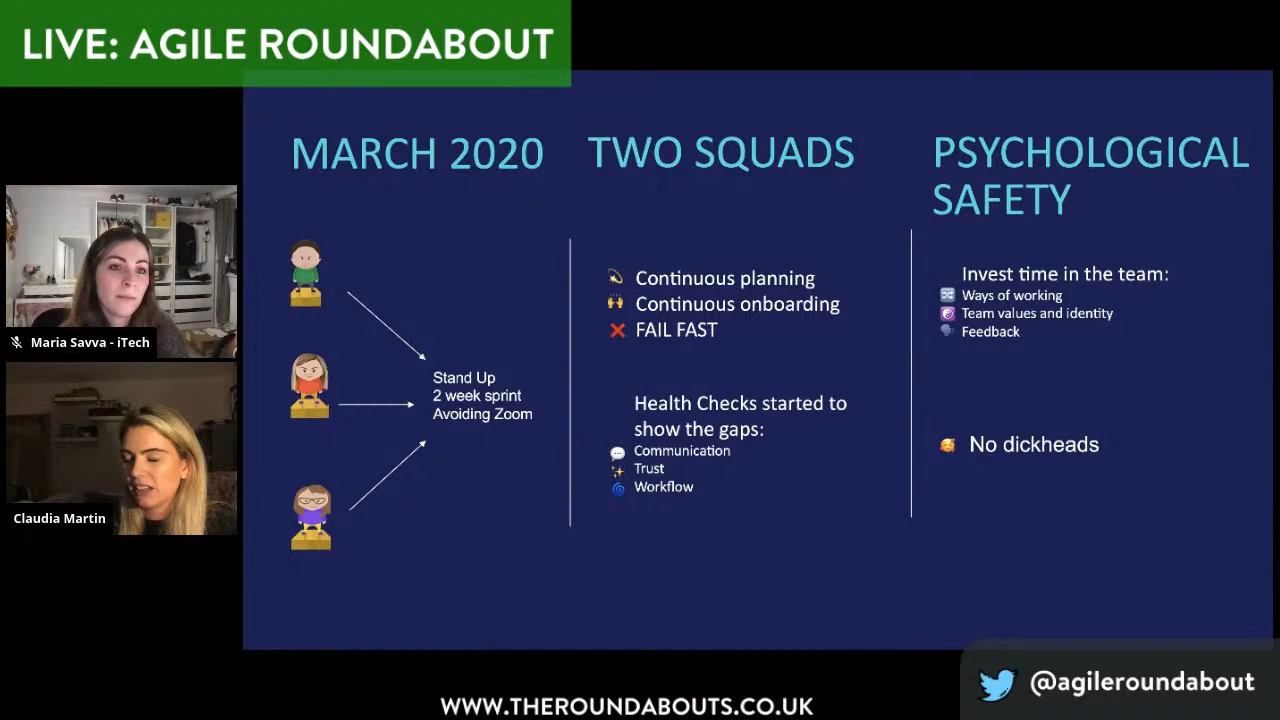 LIVE: AGILE ROUNDABOUT
MARCH 2020
Stand Up
2 week sprint
Avoiding Zoom
TWO SQUADS
Continuous planning
Continuous onboarding
FAIL FAST
Health Checks started to
show the gaps:
Communication
Trust
Workflow
PSYCHOLOGICAL
SAFETY
Invest time in the team:
Ways of working
Team values and identity
Feedback
No dickheads
Maria Savva - iTech
Claudia Martin
@agileroundabout
WWW.THEROUNDABOUTS.CO.UK